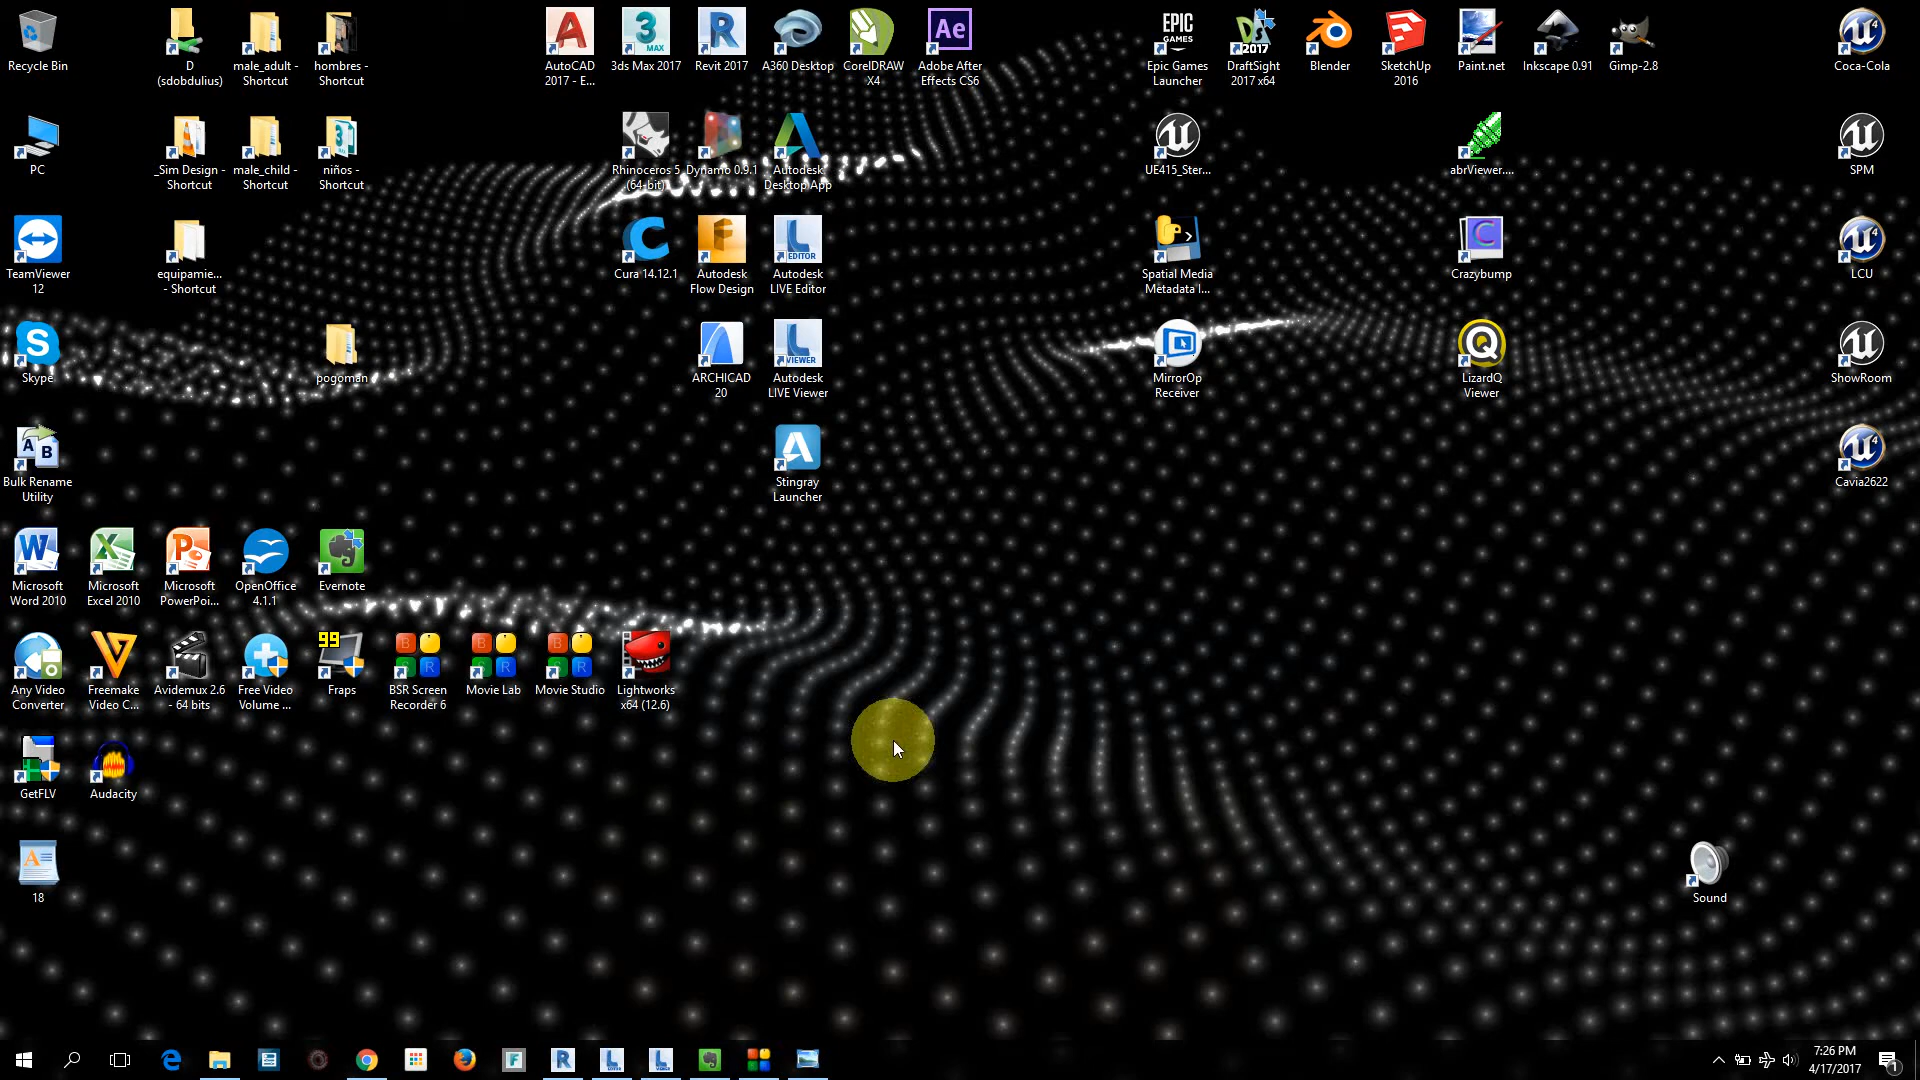 Recycle Bin
D
(sdobdulius)
male_adult -
Shortcut
hombres -
Shortcut
AutoCAD
2017 - E...
3ds Max 2017
Revit 2017
A360 Desktop
CorelDRAW
X4
Adobe After
Effects CS6
EPIC
GAMES
Epic Games
Launcher
2017
DraftSight
2017 x64
Blender
SketchUp
2016
Paint.net
Inkscape 0.91
Gimp-2.8
Coca-Cola
PC
_Sim Design -
Shortcut
male_child -
Shortcut
niños -
Shortcut
Rhinoceros 5
(64-bit)
Dynamo 0.9.1
Autodesk
Desktop App
UE415_Ster...
abrViewer....
SPM
TeamViewer
12
equipamie...
- Shortcut
Cura 14.12.1
Autodesk
Flow Design
EDITOR
Autodesk
LIVE Editor
Spatial Media
Metadata I...
Crazybump
LCU
Skype
pogoman
ARCHICAD
20
VIEWER
Autodesk
LIVE Viewer
MirrorOp
Receiver
LizardQ
Viewer
ShowRoom
Bulk Rename
Utility
Stingray
Launcher
Cavia2622
Microsoft
Word 2010
Microsoft
Excel 2010
Microsoft
PowerPoi...
OpenOffice
4.1.1
Evernote
Any Video
Converter
Freemake
Video C...
Avidemux 2.6
- 64 bits
Free Video
Volume ...
99
Fraps
BSR Screen
Recorder 6
Movie Lab
Movie Studio
Lightworks
x64 (12.6)
GetFLV
Audacity
18
Sound
7:26 PM
4/17/2017
1